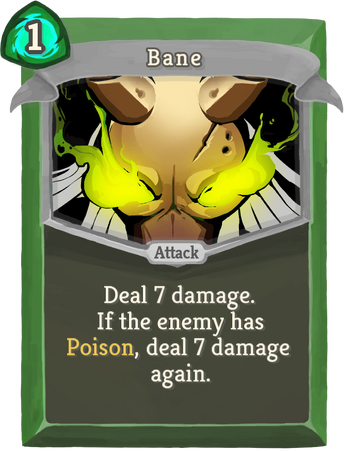 1
Bane
Attack
Deal 7 damage.
If the enemy has
Poison, deal 7 damage
again.